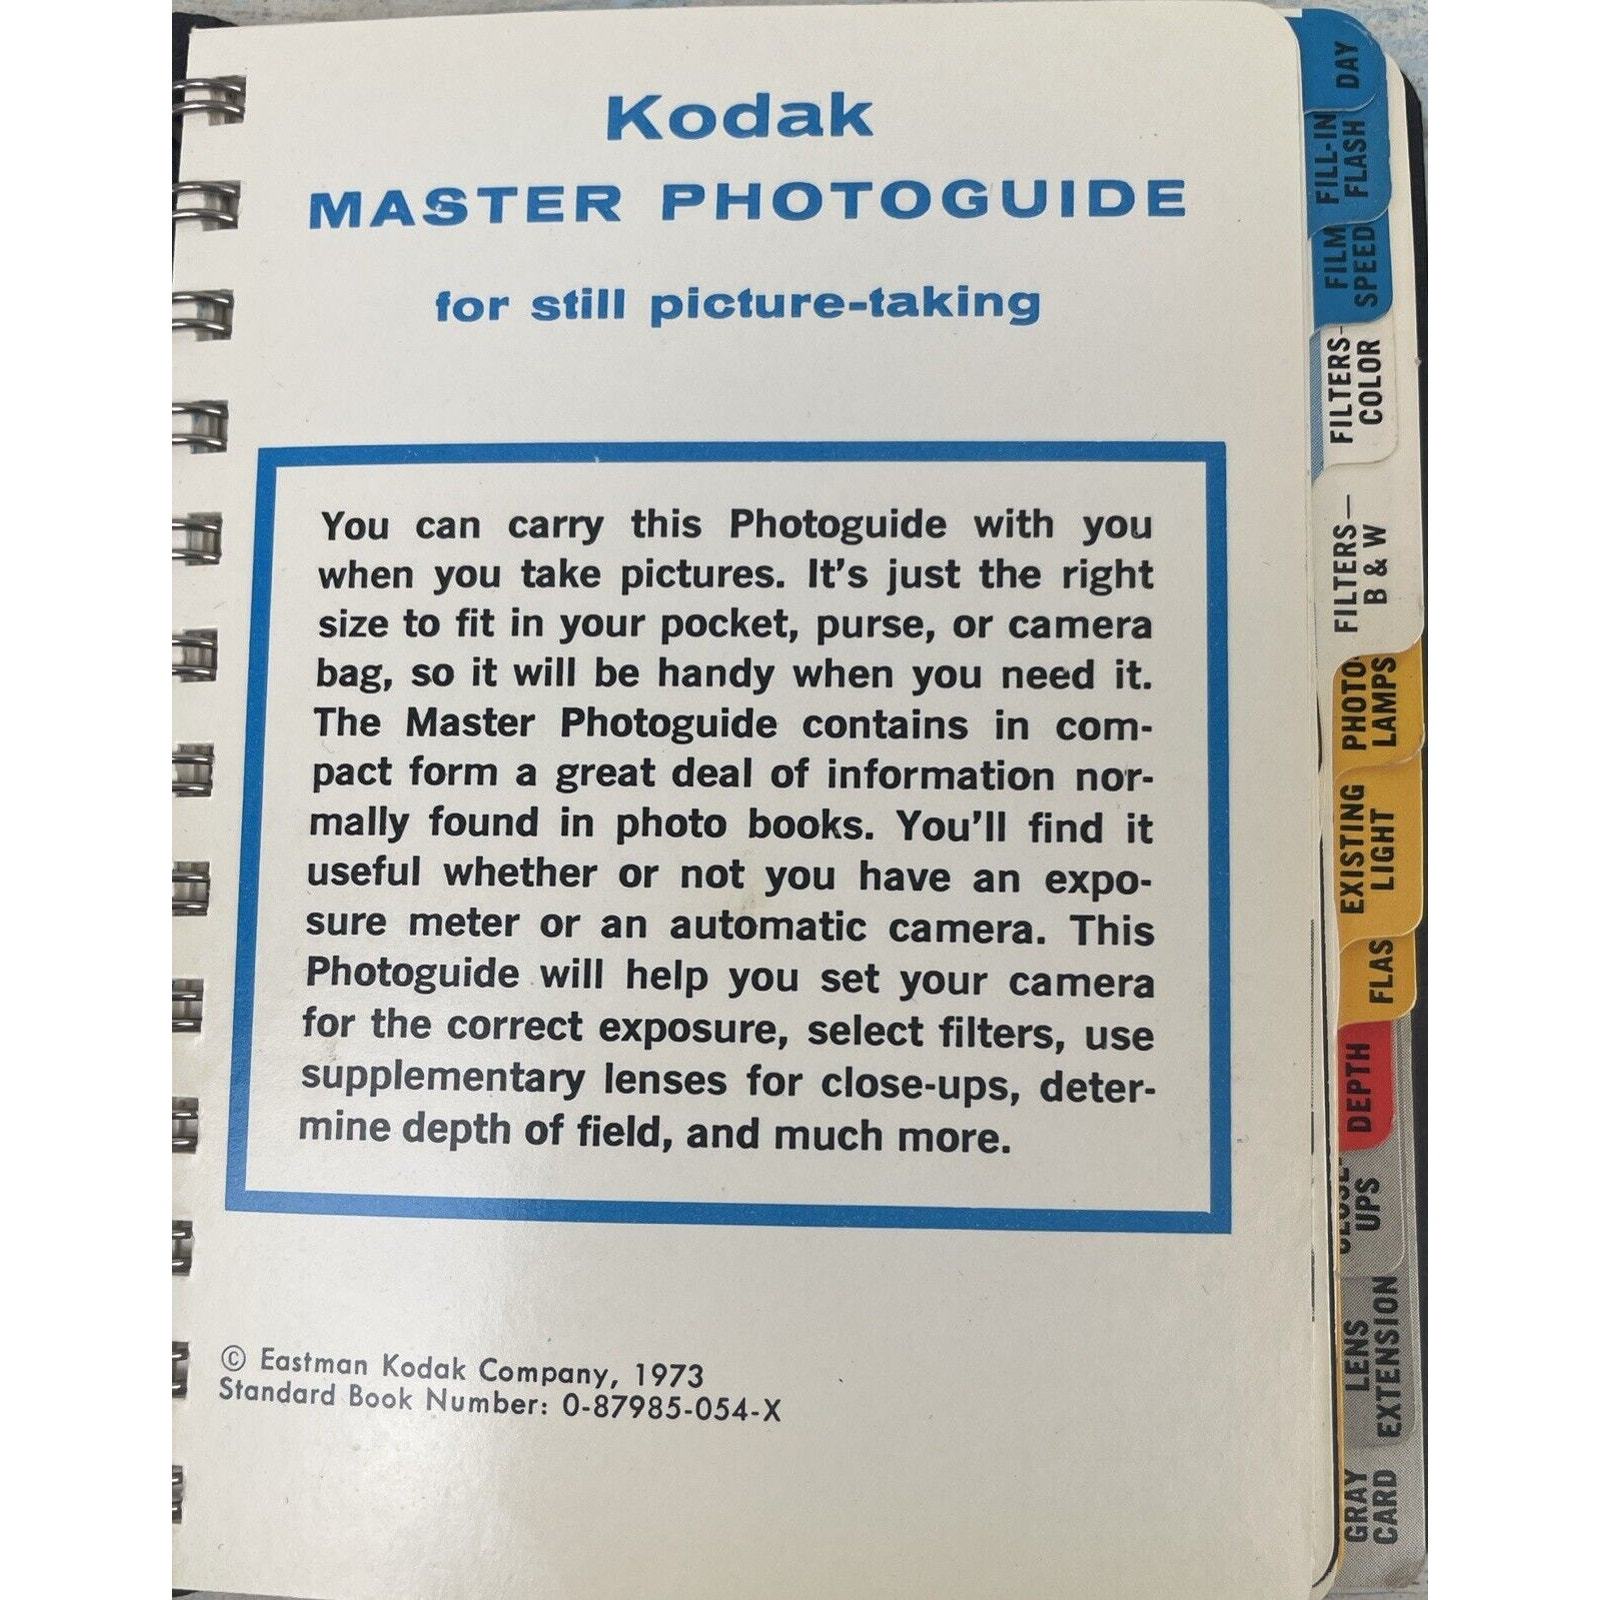 Kodak
MASTER PHOTOGUIDE
for still picture-taking
You can carry this Photoguide with you
when you take pictures. It's just the right
size to fit in your pocket, purse, or camera
bag, so it will be handy when you need it.
The Master Photoguide contains in com-
pact form a great deal of information nor-
mally found in photo books. You'll find it
useful whether or not you have an expo-
sure meter or an automatic camera. This
Photoguide will help you set your camera
for the correct exposure, select filters, use
supplementary lenses for close-ups, deter-
mine depth of field, and much more.
© Eastman Kodak Company, 1973
Standard Book Number: 0-87985-054-X
DAY
FILL-IN
FLASH
FILM
SPEED
FILTERS-
COLOR
FILTERS—
B & W
PHOTO
LAMPS
EXISTING
LIGHT
FLAS
DEPTH
CLOSE-
UPS
LENS
EXTENSION
GRAY
CARD